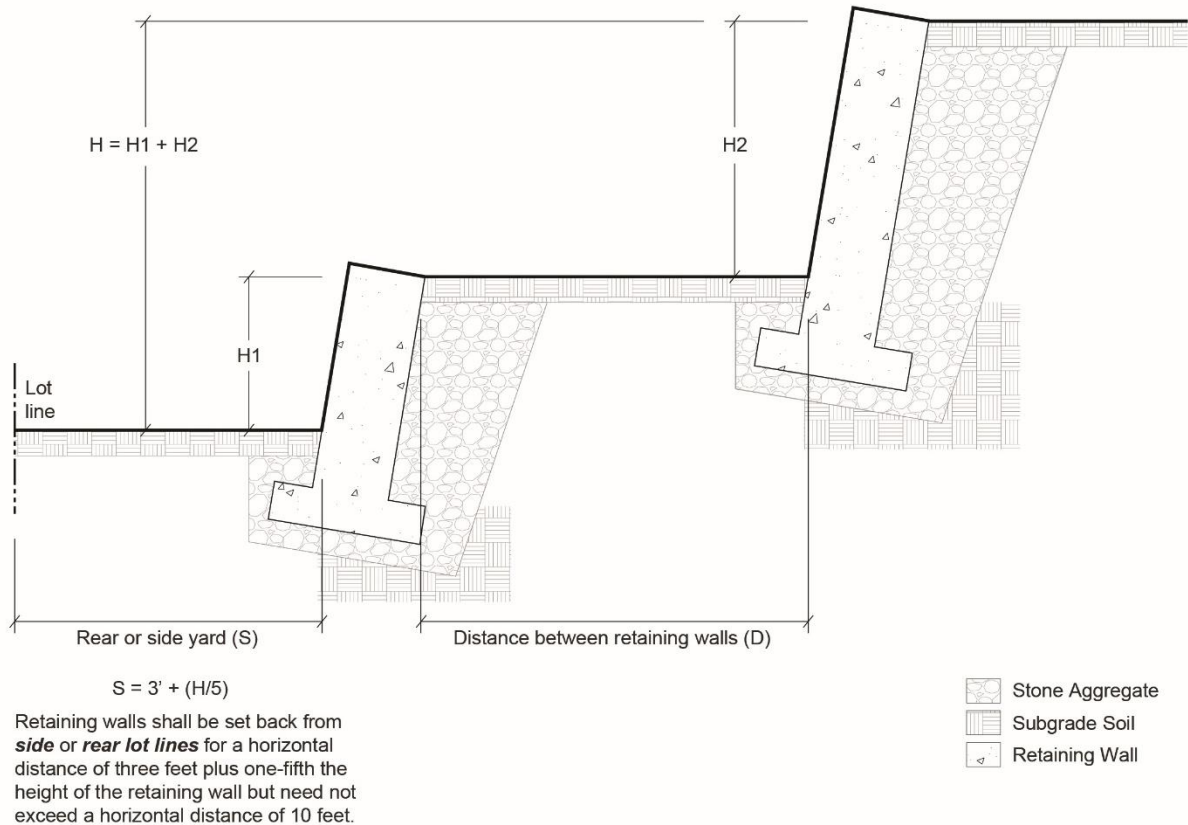 H = H1 + H2
H2
H1
Lot
line
Rear or side yard (S)
Distance between retaining walls (D)
S = 3’ + (H/5)
Retaining walls shall be set back from
side or rear lot lines for a horizontal
distance of three feet plus one-fifth the
height of the retaining wall but need not
exceed a horizontal distance of 10 feet.
Stone Aggregate
Subgrade Soil
Retaining Wall